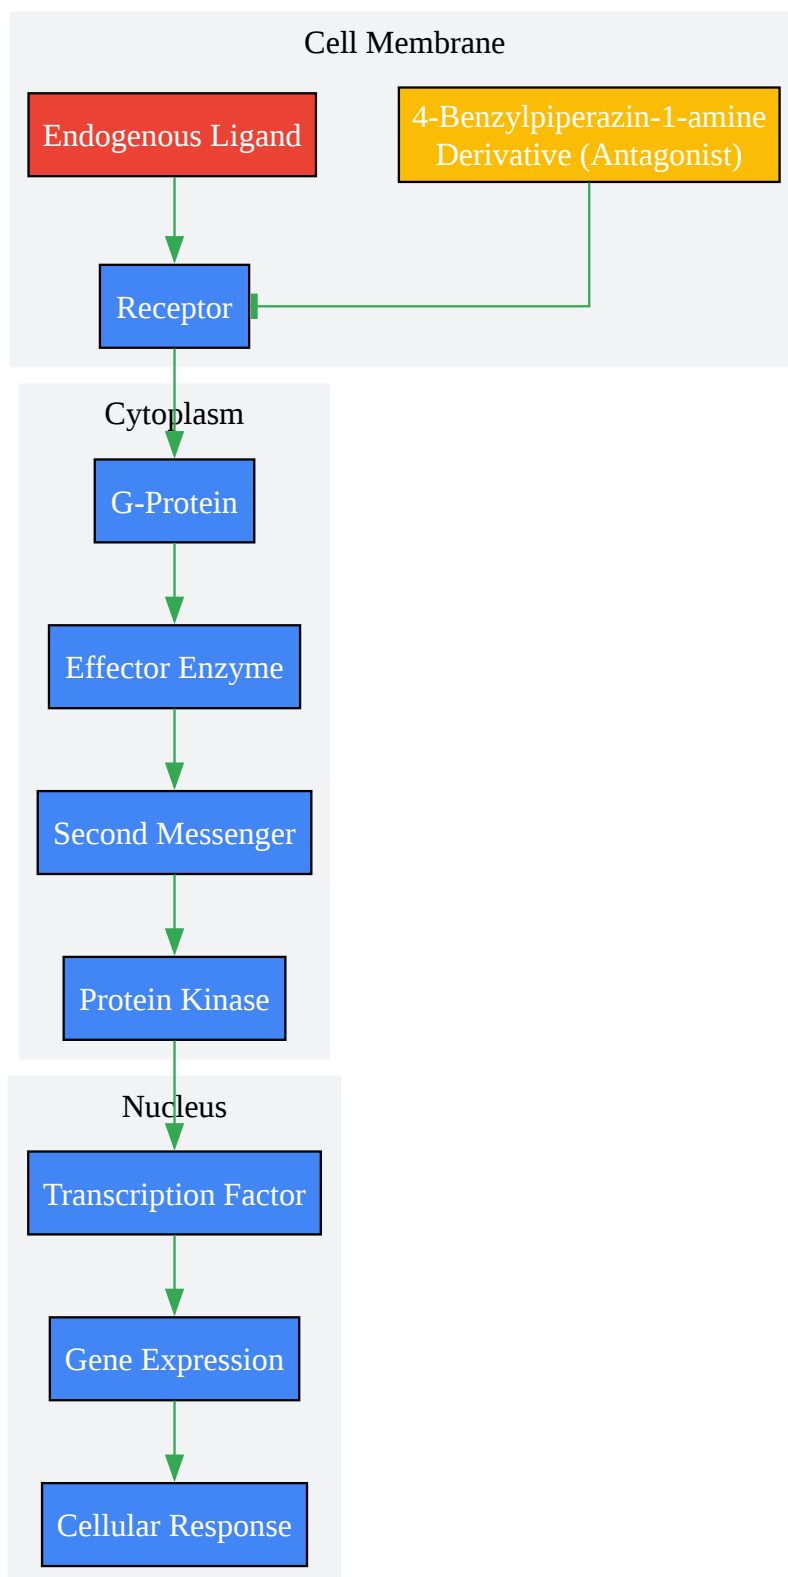 Cell Membrane
Endogenous Ligand
4-Benzylpiperazin-1-amine
Derivative (Antagonist)
Receptor
Cytoplasm
G-Protein
Effector Enzyme
Second Messenger
Protein Kinase
Nucleus
Transcription Factor
Gene Expression
Cellular Response